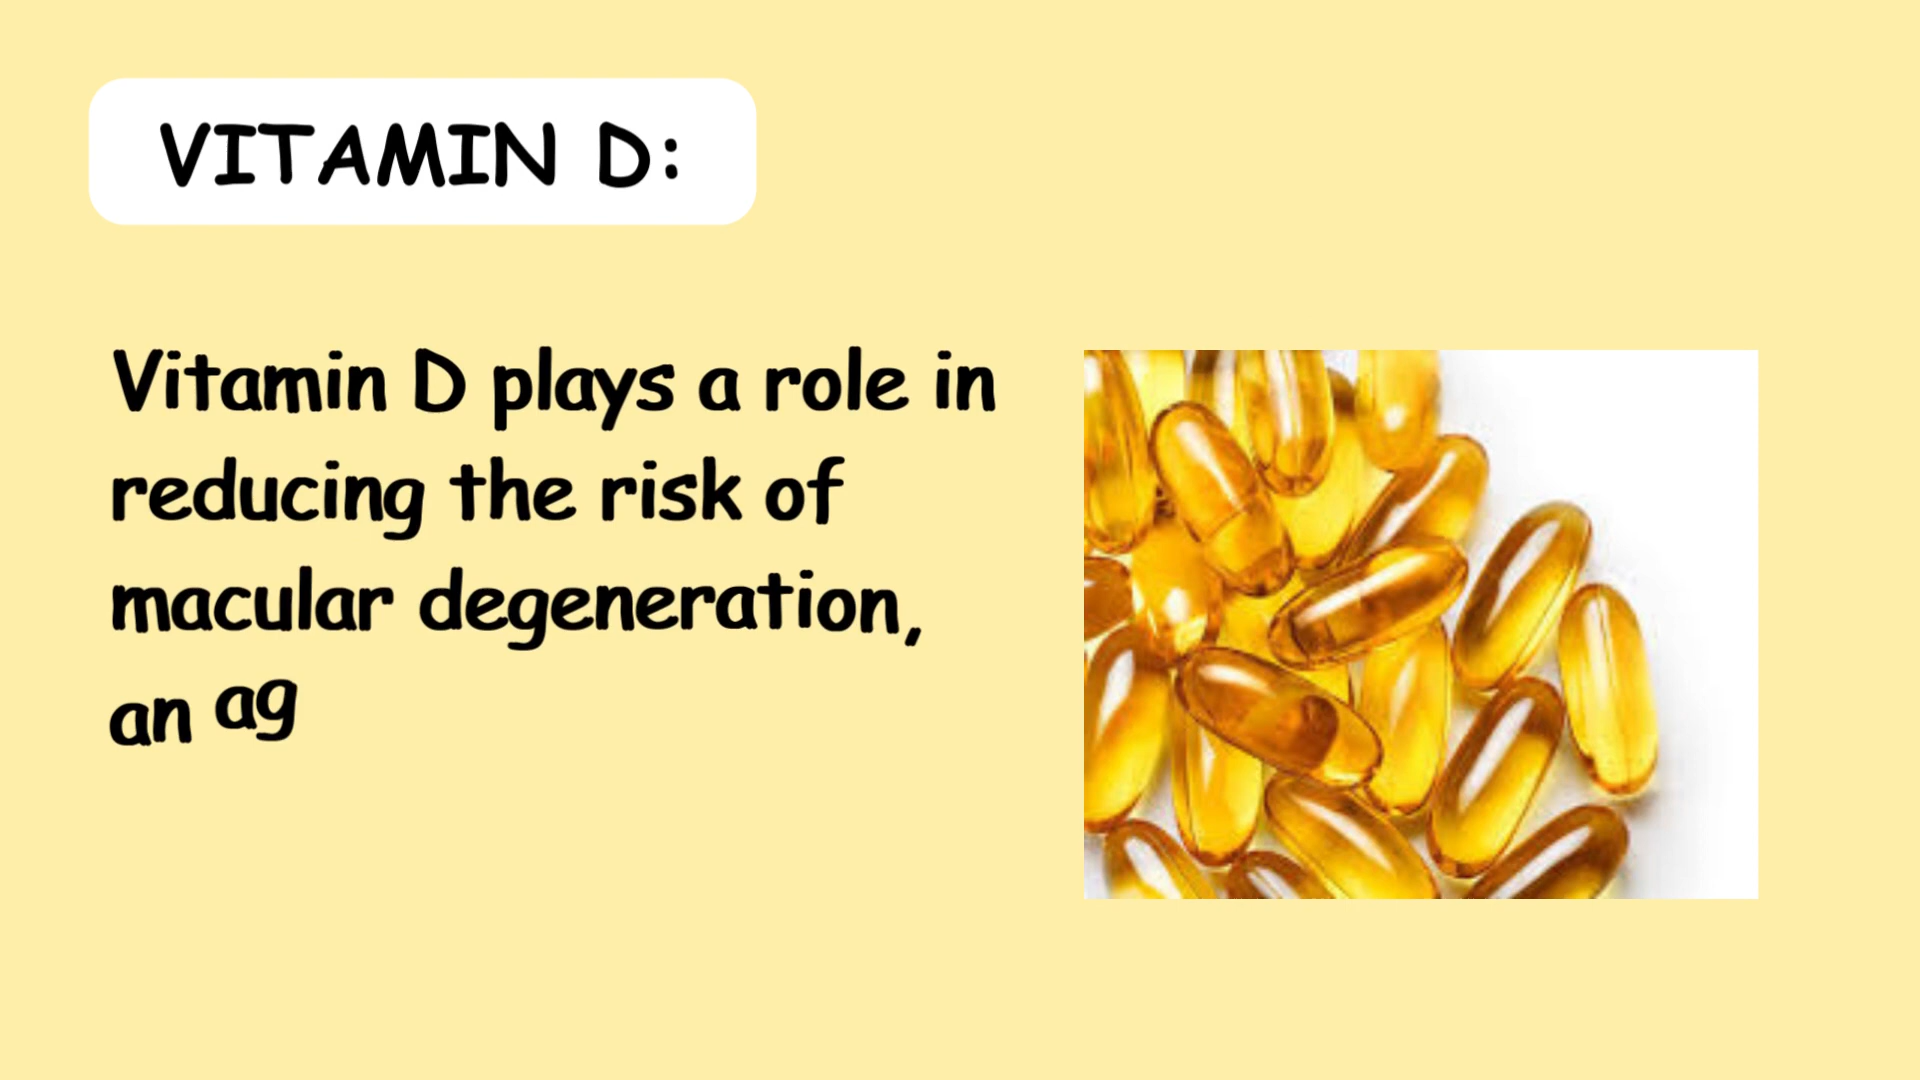 VITAMIN D:
Vitamin D plays a role in
reducing the risk of
macular degeneration,
an ag